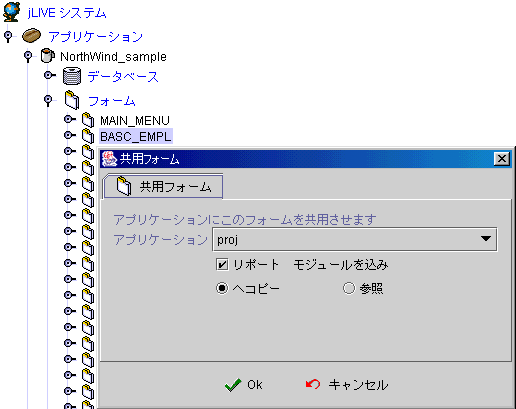 jLIVE システム
アプリケーション
NorthWind_sample
データベース
フォーム
MAIN_MENU
BASC_EMPL
共用フォーム
共用フォーム
アプリケーションにこのフォームを共用させます
アプリケーション proj
リポート モジュールを込み
へコピー 参照
Ok キャンセル